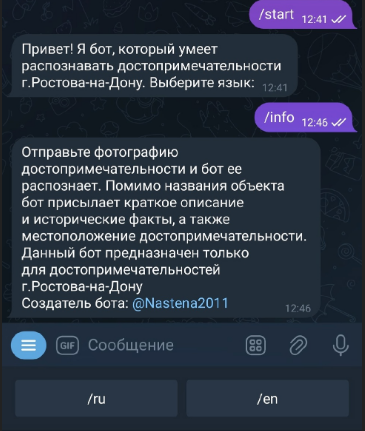 /start 12:41
Привет! Я бот, который умеет
распознавать достопримечательности
г.Ростова-на-Дону. Выберите язык: 12:41
/info 12:46
Отправьте фотографию
достопримечательности и бот ее
распознает. Помимо названия объекта
бот присылает краткое описание
и исторические факты, а также
местоположение достопримечательности.
Данный бот предназначен только
для достопримечательностей
г.Ростова-на-Дону
Создатель бота: @Nastena2011
12:46
GIF Сообщение
/ru /en